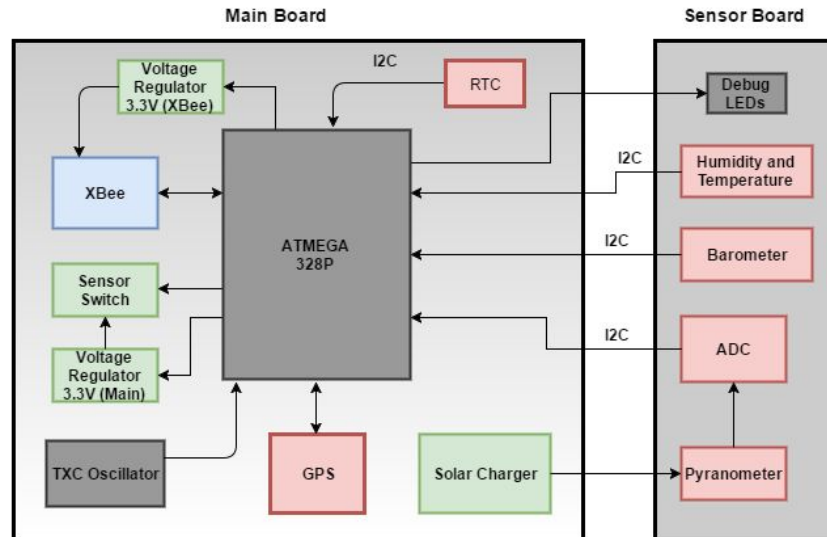 Main Board
Sensor Board
Voltage
Regulator
3.3V (XBee)
I2C
RTC
Debug
LEDs
XBee
ATMEGA
328P
I2C
Humidity and
Temperature
I2C
Barometer
Sensor
Switch
Voltage
Regulator
3.3V (Main)
I2C
ADC
TXC Oscillator
GPS
Solar Charger
Pyranometer